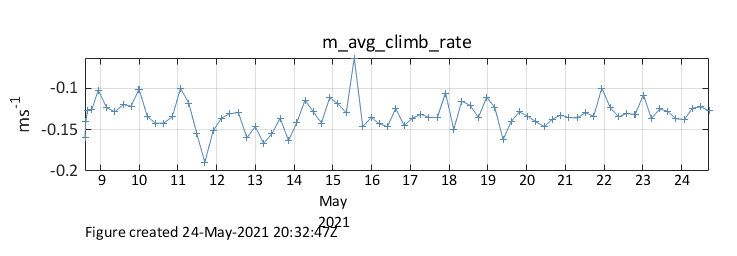 m_avg_climb_rate
ms-1
-0.1
-0.15
-0.2
9 10 11 12 13 14 15 16 17 18 19 20 21 22 23 24
May
2021
Figure created 24-May-2021 20:32:47Z